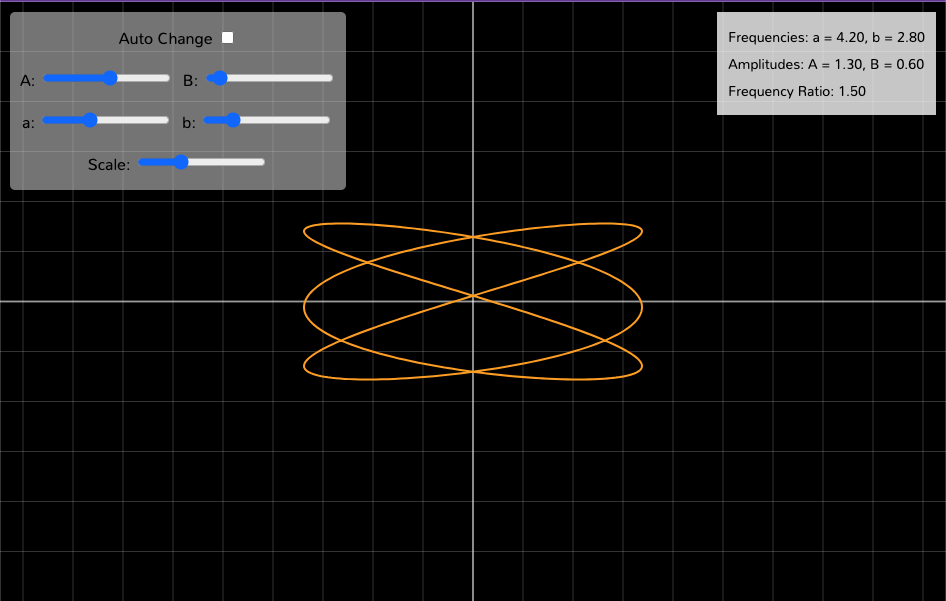 Auto Change
A: B:
a: b:
Scale:
Frequencies: a = 4.20, b = 2.80
Amplitudes: A = 1.30, B = 0.60
Frequency Ratio: 1.50